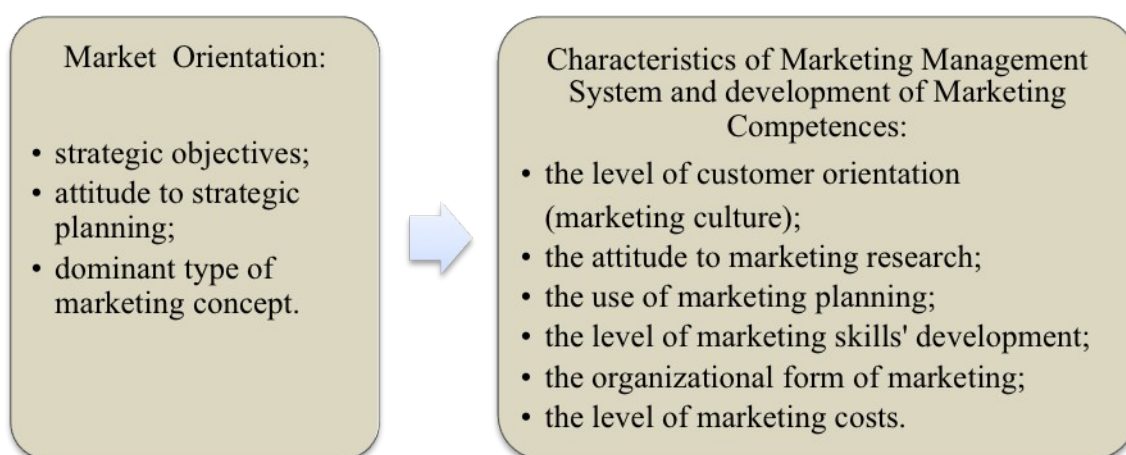 Market Orientation:
• strategic objectives;
• attitude to strategic
planning;
• dominant type of
marketing concept.
Characteristics of Marketing Management
System and development of Marketing
Competences:
• the level of customer orientation
(marketing culture);
• the attitude to marketing research;
• the use of marketing planning;
• the level of marketing skills' development;
• the organizational form of marketing;
• the level of marketing costs.